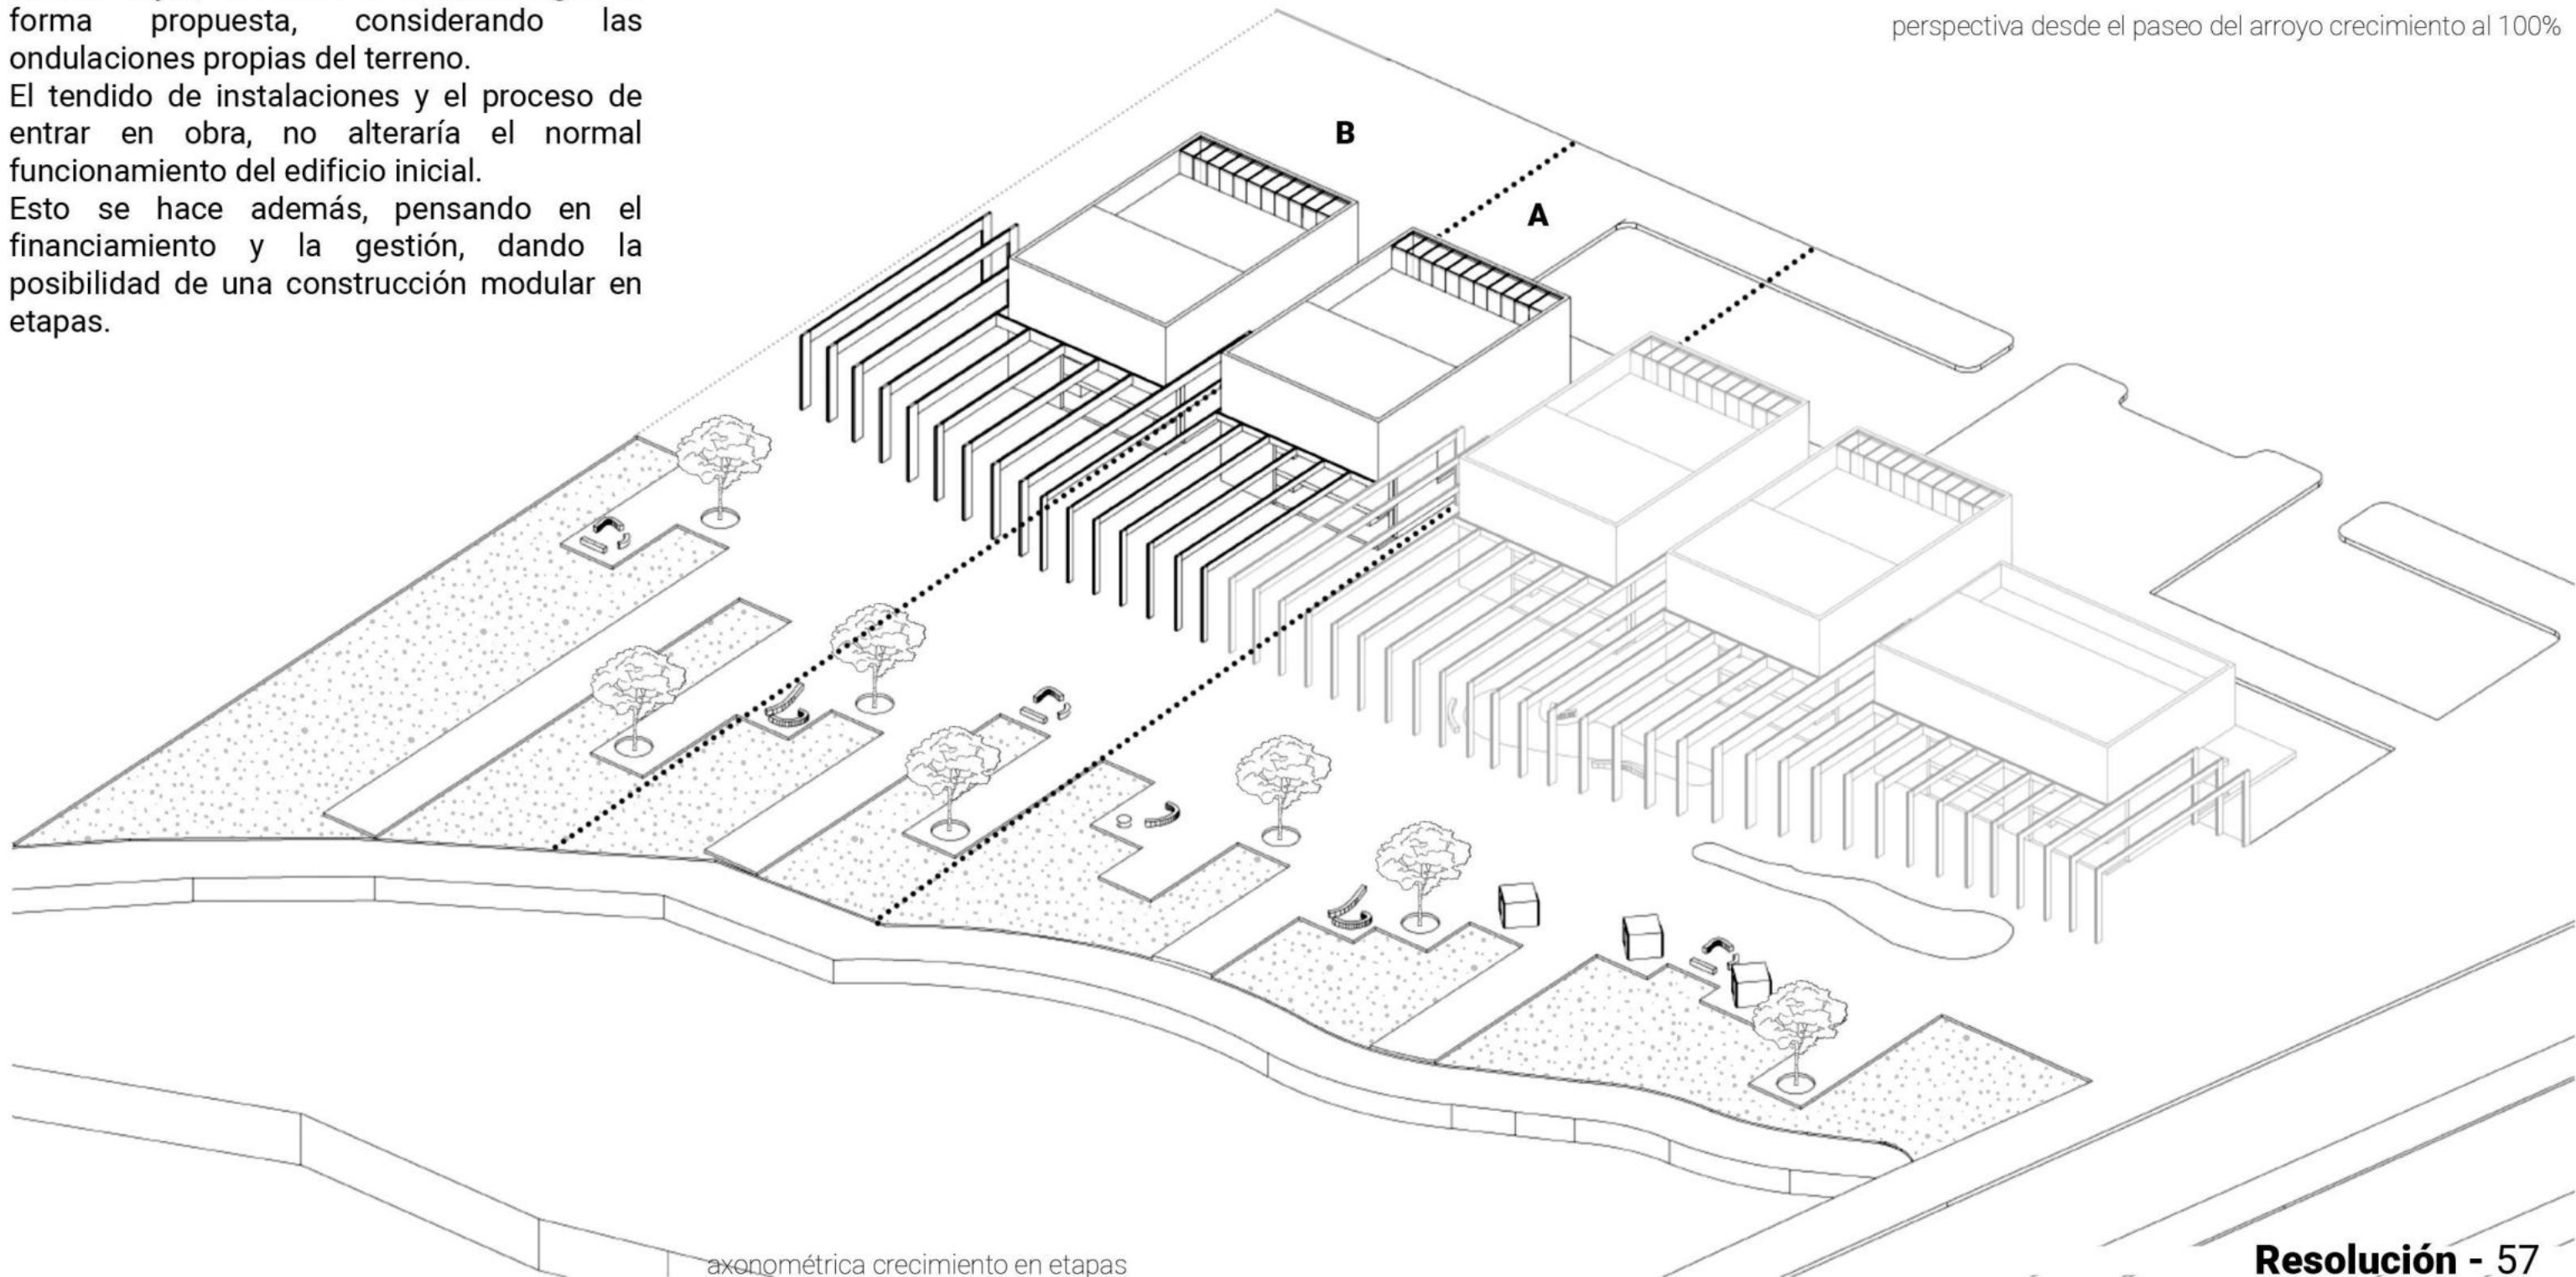 forma propuesta, considerando las
ondulaciones propias del terreno.
El tendido de instalaciones y el proceso de
entrar en obra, no alteraría el normal
funcionamiento del edificio inicial.
Esto se hace además, pensando en el
financiamiento y la gestión, dando la
posibilidad de una construcción modular en
etapas.
perspectiva desde el paseo del arroyo crecimiento al 100%
B
A
axonométrica crecimiento en etapas
Resolución - 57